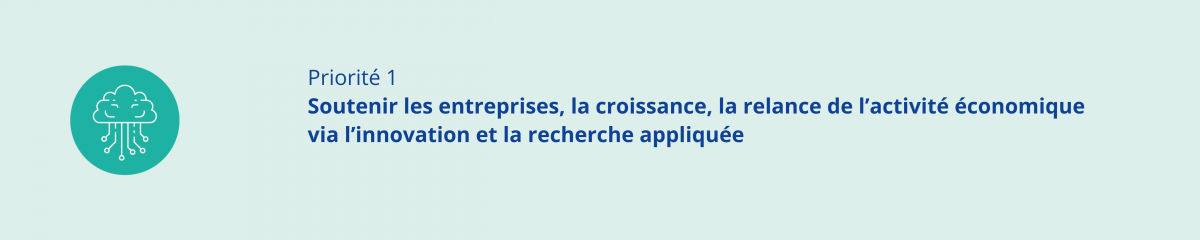 Priorité 1
Soutenir les entreprises, la croissance, la relance de l’activité économique
via l’innovation et la recherche appliquée